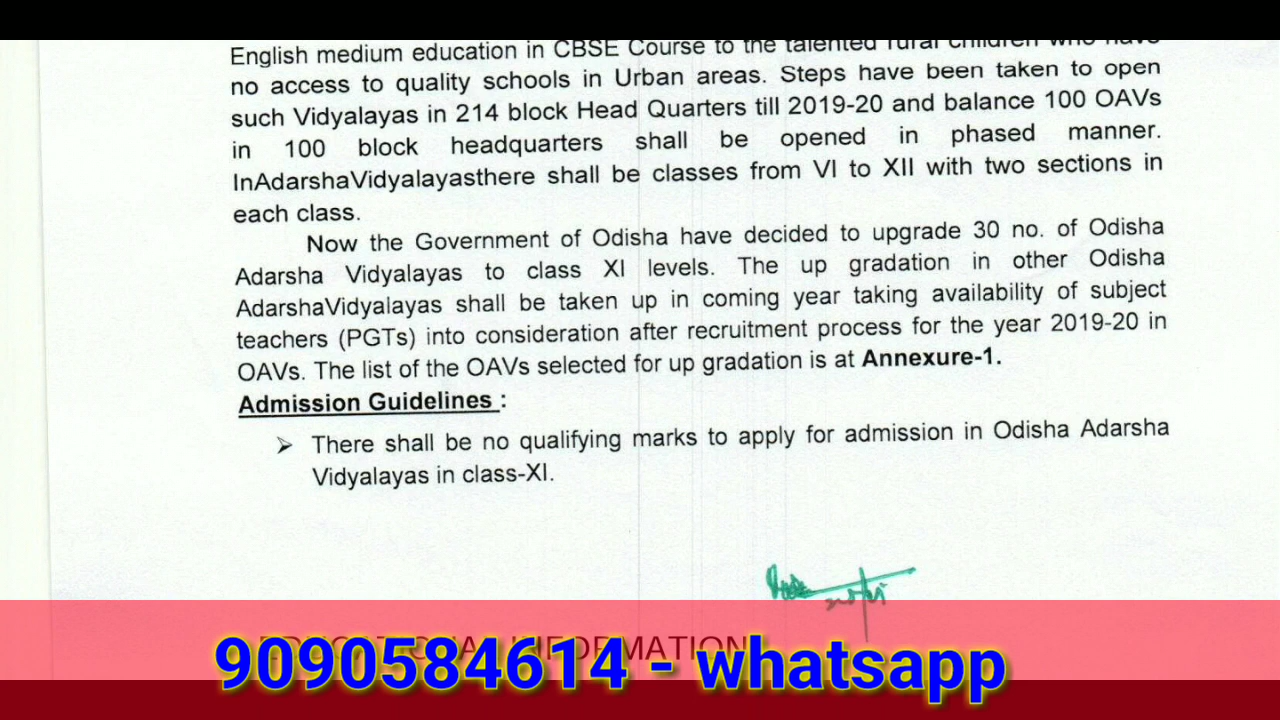 English medium education in CBSE Course to the talented rural children who have
no access to quality schools in Urban areas. Steps have been taken to open
such Vidyalayas in 214 block Head Quarters till 2019-20 and balance 100 OAVs
in 100 block headquarters shall be opened in phased manner.
InAdarshaVidyalayasthere shall be classes from VI to XII with two sections in
each class.
Now the Government of Odisha have decided to upgrade 30 no. of Odisha
Adarsha Vidyalayas to class XI levels. The up gradation in other Odisha
AdarshaVidyalayas shall be taken up in coming year taking availability of subject
teachers (PGTs) into consideration after recruitment process for the year 2019-20 in
OAVs. The list of the OAVs selected for up gradation is at Annexure-1.
Admission Guidelines :
➢ There shall be no qualifying marks to apply for admission in Odisha Adarsha
Vidyalayas in class-XI.
EDUCATIONAL INFORMATION
9090584614 - whatsapp